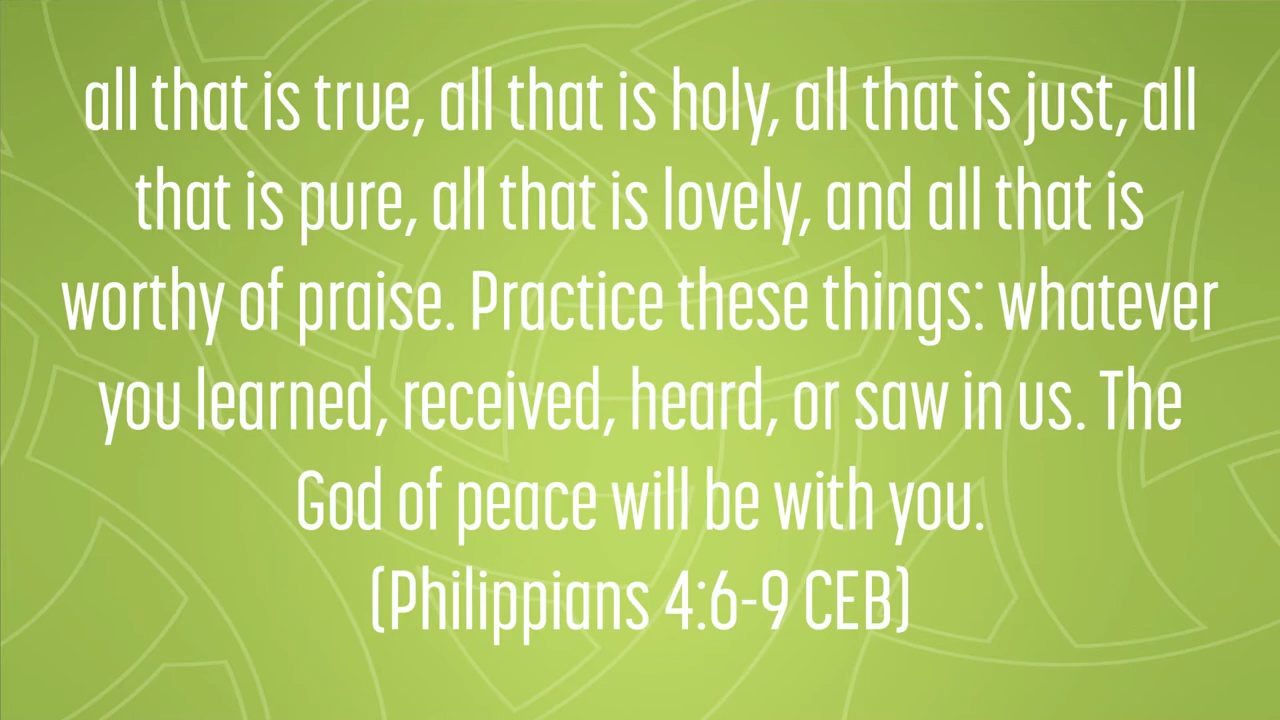 all that is true, all that is holy, all that is just, all
that is pure, all that is lovely, and all that is
worthy of praise. Practice these things: whatever
you learned, received, heard, or saw in us. The
God of peace will be with you.
(Philippians 4:6-9 CEB)